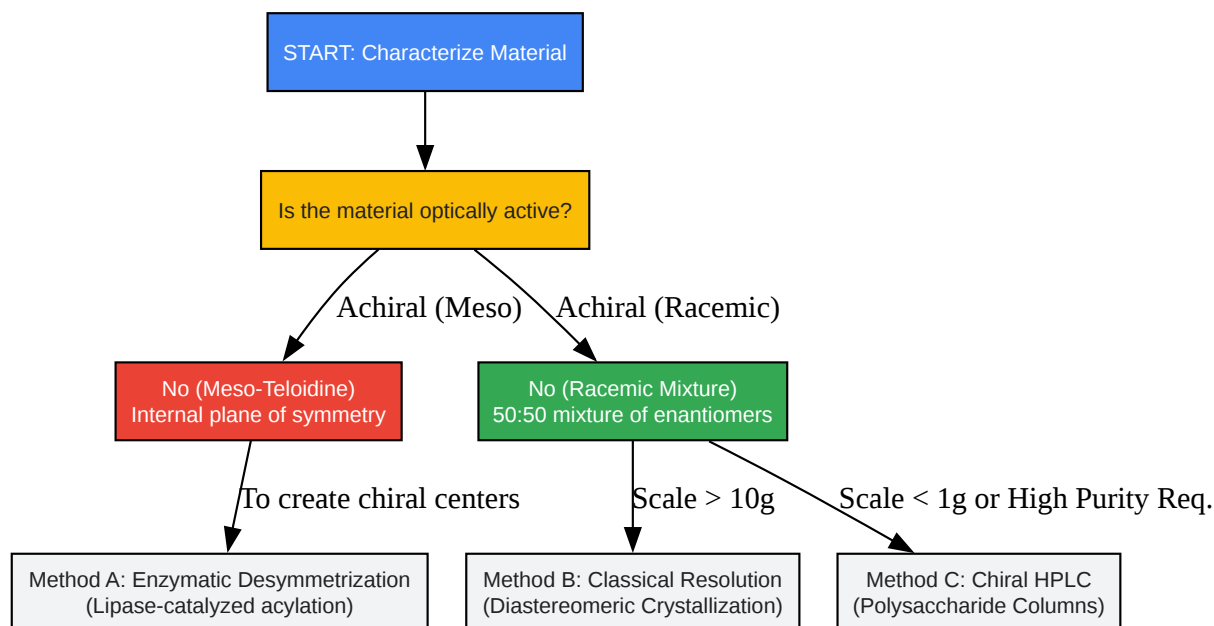 START: Characterize Material
Is the material optically active?
Achiral (Meso)
Achiral (Racemic)
No (Meso-Teloidine)
Internal plane of symmetry
No (Racemic Mixture)
50:50 mixture of enantiomers
To create chiral centers
Scale > 10g
Scale < 1g or High Purity Req.
Method A: Enzymatic Desymmetrization
(Lipase-catalyzed acylation)
Method B: Classical Resolution
(Diastereomeric Crystallization)
Method C: Chiral HPLC
(Polysaccharide Columns)